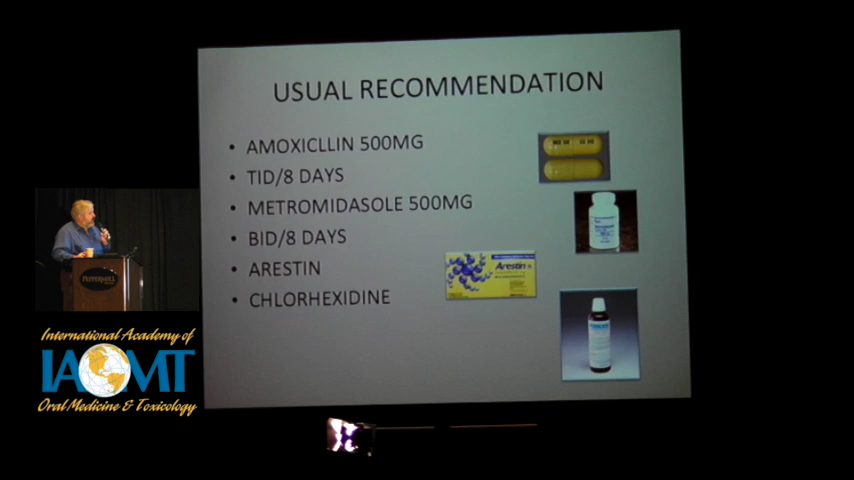 USUAL RECOMMENDATION
• AMOXICLLIN 500MG
• TID/8 DAYS
• METROMIDASOLE 500MG
• BID/8 DAYS
• ARESTIN
• CHLORHEXIDINE
Arestin
PEPPERMILL
International Academy of
IAOMT
Oral Medicine & Toxicology